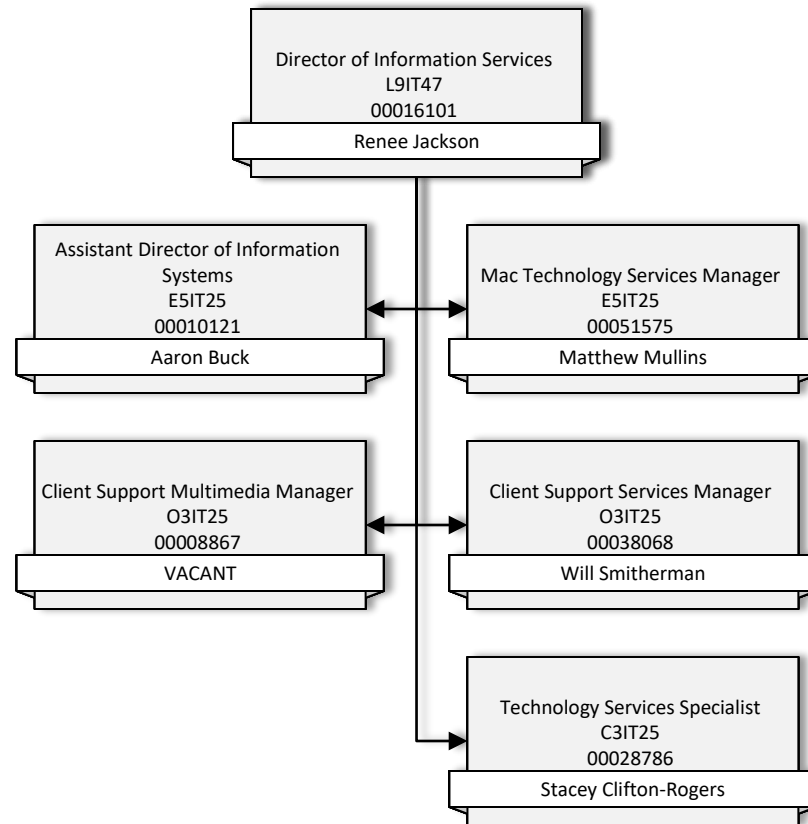 Director of Information Services
L9IT47
00016101
Renee Jackson
Assistant Director of Information
Systems
E5IT25
00010121
Aaron Buck
Mac Technology Services Manager
E5IT25
00051575
Matthew Mullins
Client Support Multimedia Manager
O3IT25
00008867
VACANT
Client Support Services Manager
O3IT25
00038068
Will Smitherman
Technology Services Specialist
C3IT25
00028786
Stacey Clifton-Rogers